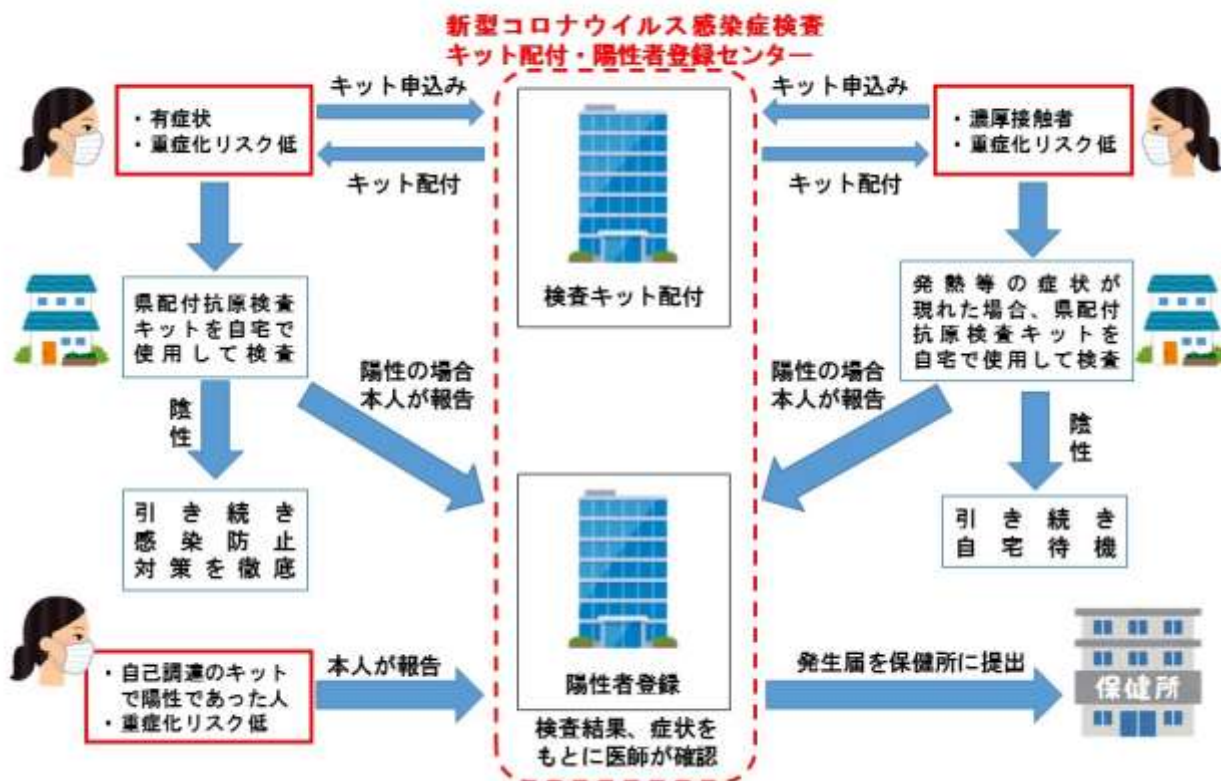 新型コロナウイルス感染症検査
キット配付・陽性者登録センター
キット申込み
キット申込み
・有症状
・重症化リスク低
・濃厚接触者
・重症化リスク低
キット配付
キット配付
検査キット配付
県配付抗原検査
キットを自宅で
使用して検査
発熱等の症状が
現れた場合、県配付
抗原検査キットを
自宅で使用して検査
陽性の場合
本人が報告
陽性の場合
本人が報告
陰性
陰性
引き続き
感染防止
対策を徹底
引き続き
自宅待機
・自己調達のキット
で陽性であった人
・重症化リスク低
本人が報告
陽性者登録
検査結果、症状を
もとに医師が確認
発生届を保健所に提出
保健所